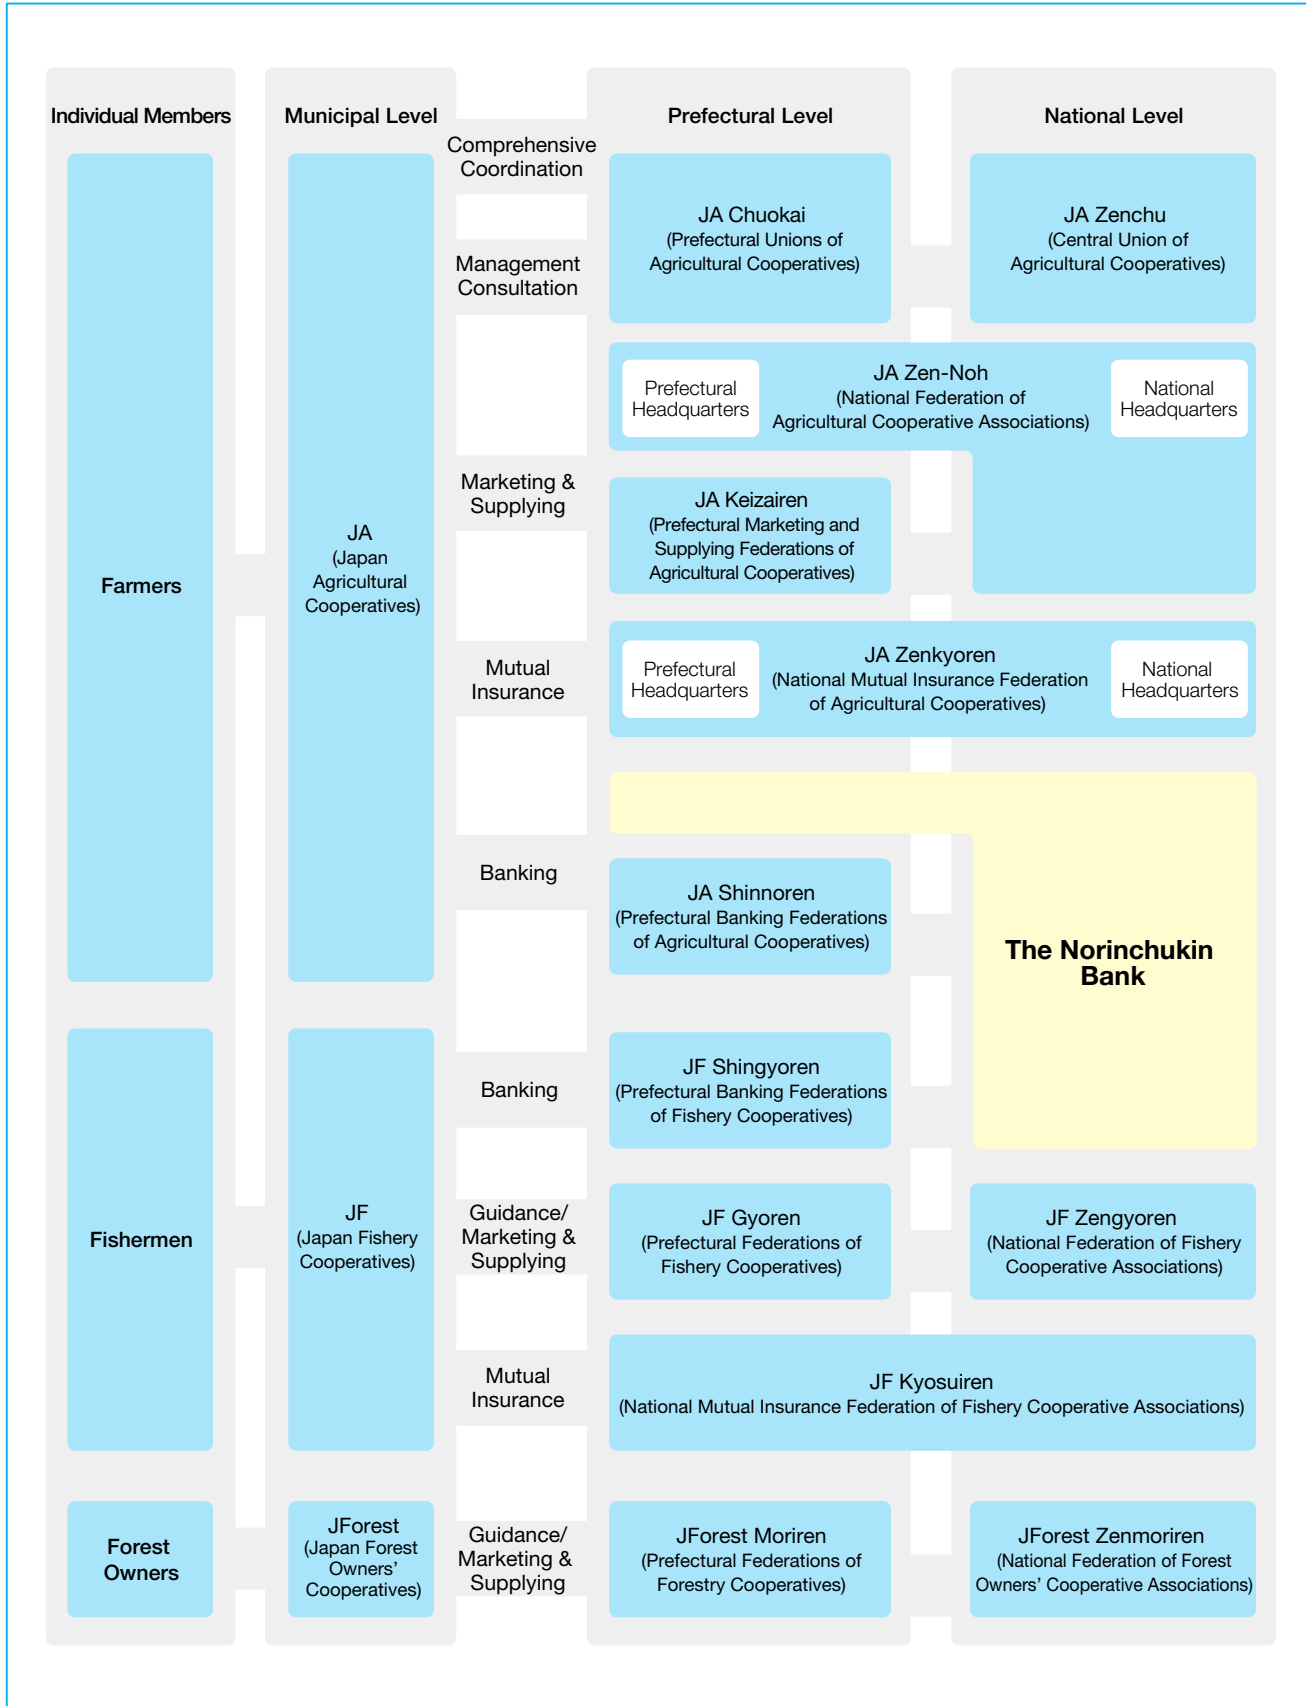 Individual Members
Municipal Level
Prefectural Level
National Level
Comprehensive
Coordination
Management
Consultation
JA Chuokai
(Prefectural Unions of
Agricultural Cooperatives)
JA Zenchu
(Central Union of
Agricultural Cooperatives)
Prefectural
Headquarters
JA Zen-Noh
(National Federation of
Agricultural Cooperative Associations)
National
Headquarters
Farmers
JA
(Japan
Agricultural
Cooperatives)
Marketing &
Supplying
JA Keizairen
(Prefectural Marketing and
Supplying Federations of
Agricultural Cooperatives)
Mutual
Insurance
Prefectural
Headquarters
JA Zenkyoren
(National Mutual Insurance Federation
of Agricultural Cooperatives)
National
Headquarters
Banking
JA Shinnoren
(Prefectural Banking Federations
of Agricultural Cooperatives)
The Norinchukin
Bank
Banking
JF Shingyoren
(Prefectural Banking Federations
of Fishery Cooperatives)
Fishermen
JF
(Japan Fishery
Cooperatives)
Guidance/
Marketing &
Supplying
JF Gyoren
(Prefectural Federations of
Fishery Cooperatives)
JF Zengyoren
(National Federation of Fishery
Cooperative Associations)
Mutual
Insurance
JF Kyosuiren
(National Mutual Insurance Federation of Fishery Cooperative Associations)
Forest
Owners
JForest
(Japan Forest
Owners’
Cooperatives)
Guidance/
Marketing &
Supplying
JForest Moriren
(Prefectural Federations of
Forestry Cooperatives)
JForest Zenmoriren
(National Federation of Forest
Owners’ Cooperative Associations)